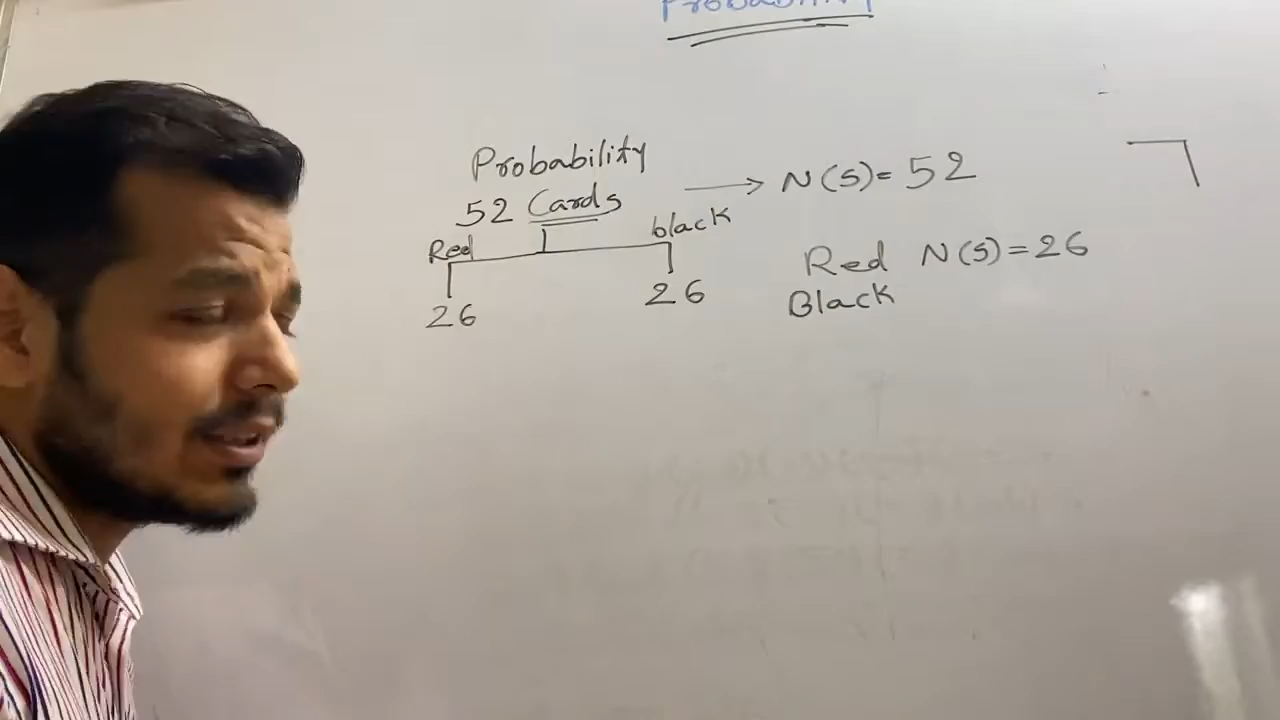 Probability
Probability
52 Cards
→ N(S)= 52
Red
black
26
26
Red N(S)=26
Black